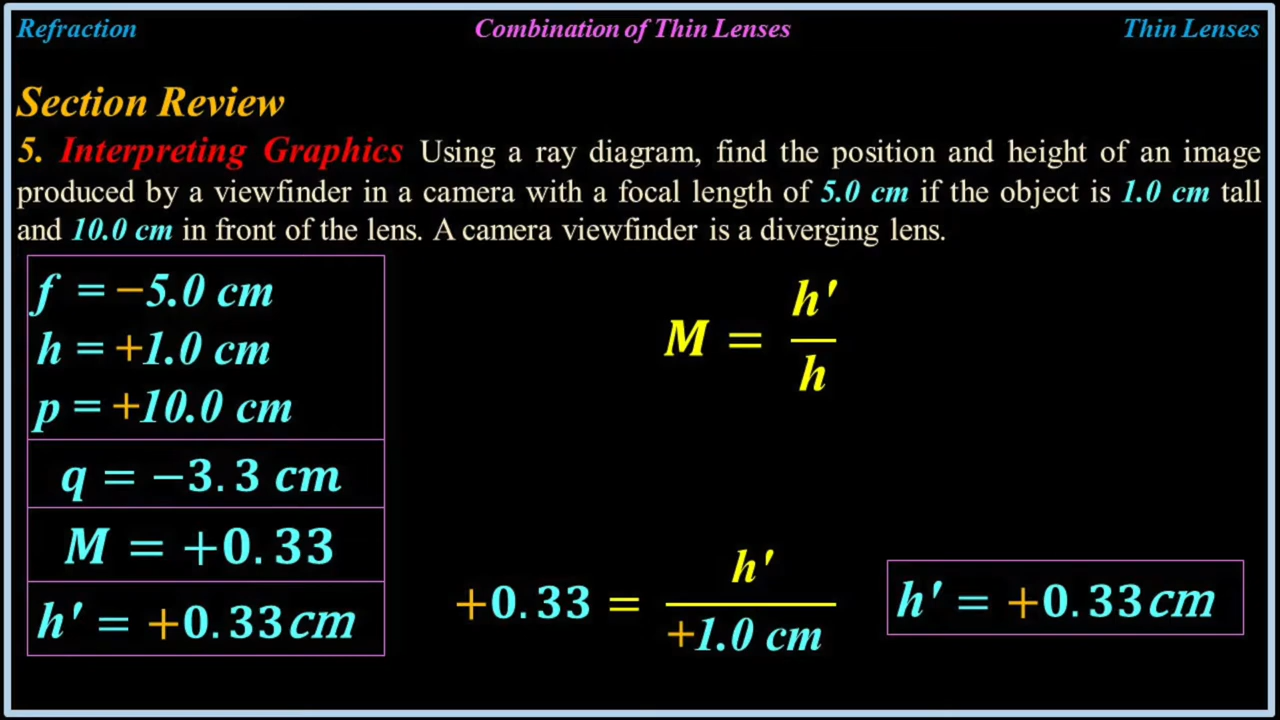 Refraction Combination of Thin Lenses Thin Lenses
Section Review
5. Interpreting Graphics Using a ray diagram, find the position and height of an image
produced by a viewfinder in a camera with a focal length of 5.0 cm if the object is 1.0 cm tall
and 10.0 cm in front of the lens. A camera viewfinder is a diverging lens.
f = −5.0 cm
h = +1.0 cm
p = +10.0 cm
q = −3.3 cm
M = +0.33
h′ = +0.33cm
M = h′/h
+0.33 = h′/+1.0 cm
h′ = +0.33cm